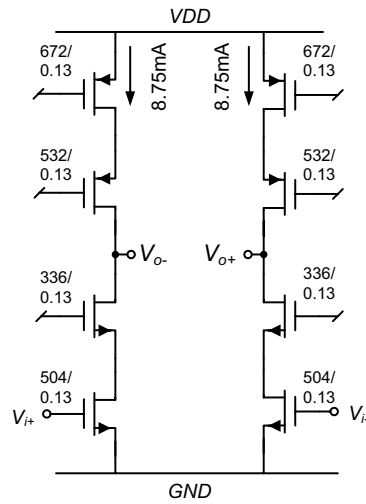 VDD
672/
0.13
8.75mA
8.75mA
672/
0.13
532/
0.13
532/
0.13
Vo-
Vo+
336/
0.13
336/
0.13
504/
0.13
504/
0.13
Vi+
Vi-
GND